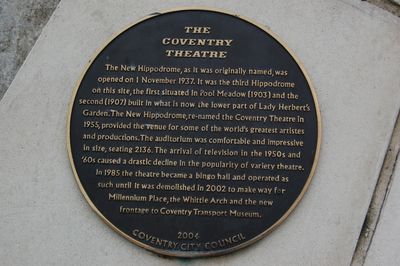 THE
COVENTRY
THEATRE
The New Hippodrome, as it was originally named, was
opened on 1 November 1937. It was the third Hippodrome
on this site, the first situated in Pool Meadow (1903) and the
second (1907) built in what is now the lower part of Lady Herbert's
Garden. The New Hippodrome, re-named the Coventry Theatre in
1955, provided the venue for some of the world's greatest artistes
and productions. The auditorium was comfortable and impressive
in size, seating 2136. The arrival of television in the 1950s and
'60s caused a drastic decline in the popularity of variety theatre.
In 1985 the theatre became a bingo hall and operated as
such until it was demolished in 2002 to make way for
Millennium Place, the Whittle Arch and the new
frontage to Coventry Transport Museum.
2004
COVENTRY CITY COUNCIL